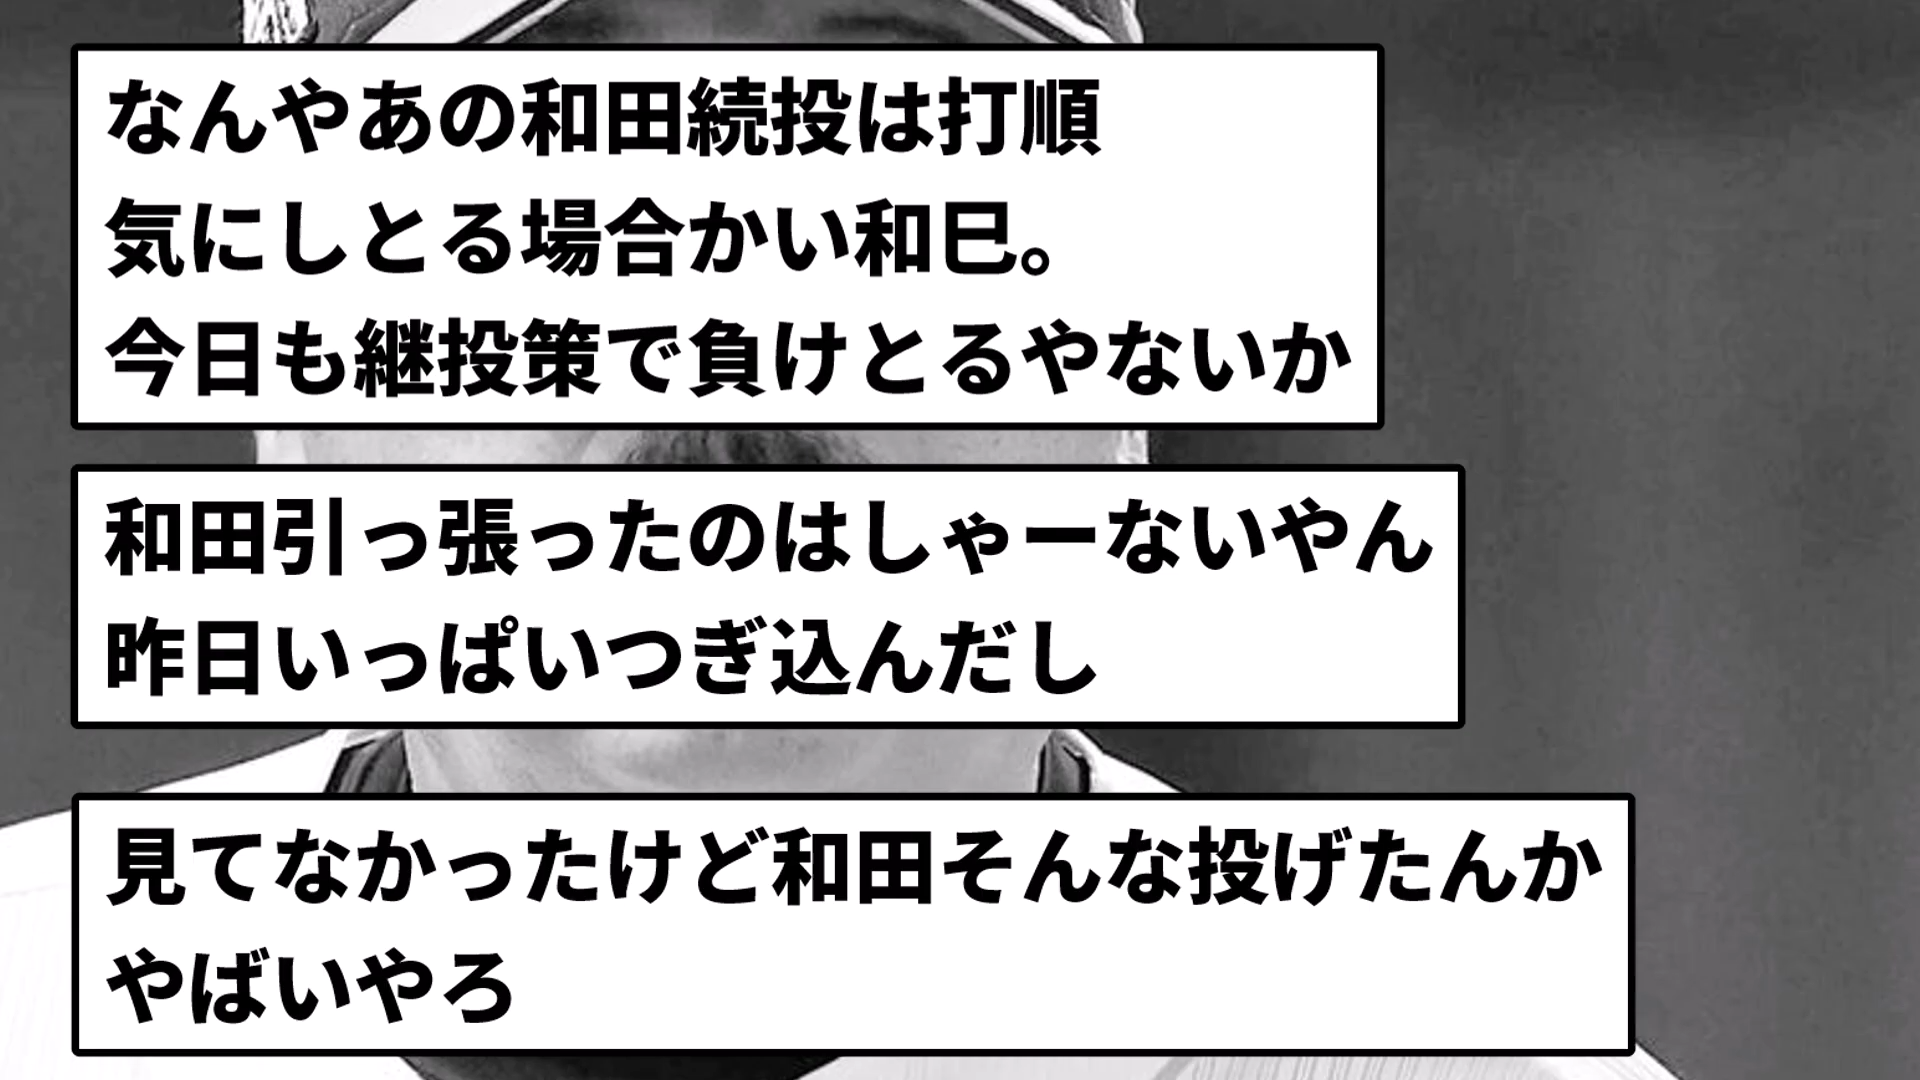 なんやあの和田続投は打順
気にしとる場合かい和巳。
今日も継投策で負けとるやないか
和田引っ張ったのはしゃーないやん
昨日いっぱいつぎ込んだし
見てなかったけど和田そんな投げたんか
やばいやろ